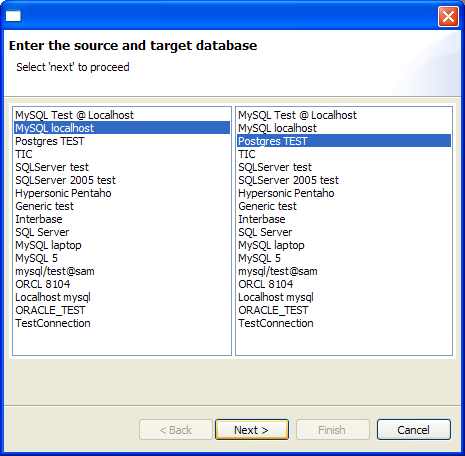 Enter the source and target database
Select 'next' to proceed
MySQL Test @ Localhost
MySQL localhost
Postgres TEST
TIC
SQLServer test
SQLServer 2005 test
Hypersonic Pentaho
Generic test
Interbase
SQL Server
MySQL laptop
MySQL 5
mysql/test@sam
ORCL 8104
Localhost mysql
ORACLE_TEST
TestConnection
MySQL Test @ Localhost
MySQL localhost
Postgres TEST
TIC
SQLServer test
SQLServer 2005 test
Hypersonic Pentaho
Generic test
Interbase
SQL Server
MySQL laptop
MySQL 5
mysql/test@sam
ORCL 8104
Localhost mysql
ORACLE_TEST
TestConnection
< Back Next > Finish Cancel